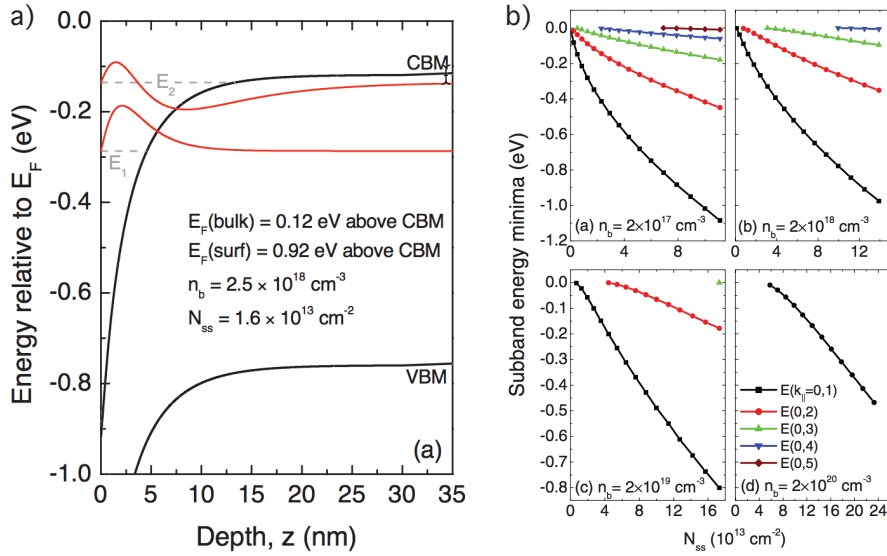 a)
0.0
-0.2
-0.4
-0.6
-0.8
-1.0
Energy relative to E_F (eV)
CBM
E_2
E_1
E_F(bulk) = 0.12 eV above CBM
E_F(surf) = 0.92 eV above CBM
n_b = 2.5 × 10^18 cm^-3
N_ss = 1.6 × 10^13 cm^-2
VBM
(a)
0 5 10 15 20 25 30 35
Depth, z (nm)
b)
Subband energy minima (eV)
0.0
-0.2
-0.4
-0.6
-0.8
-1.0
-1.2
(a) n_b = 2×10^17 cm^-3
0 4 8
(b) n_b = 2×10^18 cm^-3
0 4 8 12
0.0
-0.1
-0.2
-0.3
-0.4
-0.5
-0.6
-0.7
-0.8
(c) n_b = 2×10^19 cm^-3
0 4 8 12 16
E(k_||=0,1)
E(0,2)
E(0,3)
E(0,4)
E(0,5)
(d) n_b = 2×10^20 cm^-3
0 4 8 12 16 20 24
N_ss (10^13 cm^-2)